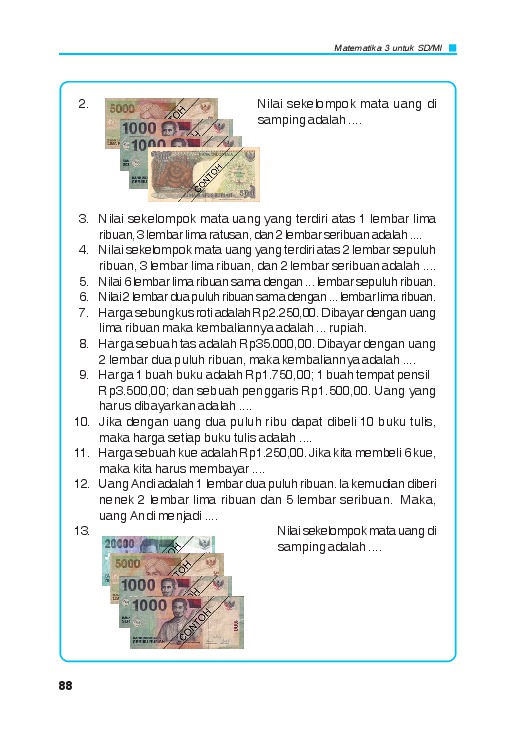 Matematika 3 untuk SD/MI
2. Nilai sekelompok mata uang di
samping adalah ....
5000
1000
1000
CONTOH
500
3. Nilai sekelompok mata uang yang terdiri atas 1 lembar lima
ribuan, 3 lembar lima ratusan, dan 2 lembar seribuan adalah ....
4. Nilai sekelompok mata uang yang terdiri atas 2 lembar sepuluh
ribuan, 3 lembar lima ribuan, dan 2 lembar seribuan adalah ....
5. Nilai 6 lembar lima ribuan sama dengan ... lembar sepuluh ribuan.
6. Nilai 2 lembar dua puluh ribuan sama dengan ... lembar lima ribuan.
7. Harga sebungkus roti adalah Rp2.250,00. Dibayar dengan uang
lima ribuan maka kembaliannya adalah ... rupiah.
8. Harga sebuah tas adalah Rp35.000,00. Dibayar dengan uang
2 lembar dua puluh ribuan, maka kembaliannya adalah ....
9. Harga 1 buah buku adalah Rp1.750,00; 1 buah tempat pensil
Rp3.500,00; dan sebuah penggaris Rp1.500,00. Uang yang
harus dibayarkan adalah ....
10. Jika dengan uang dua puluh ribu dapat dibeli 10 buku tulis,
maka harga setiap buku tulis adalah ....
11. Harga sebuah kue adalah Rp1.250,00. Jika kita membeli 6 kue,
maka kita harus membayar ....
12. Uang Andi adalah 1 lembar dua puluh ribuan. Ia kemudian diberi
nenek 2 lembar lima ribuan dan 5 lembar seribuan. Maka,
uang Andi menjadi ....
13. Nilai sekelompok mata uang di
samping adalah ....
20000
5000
1000
1000
CONTOH
88